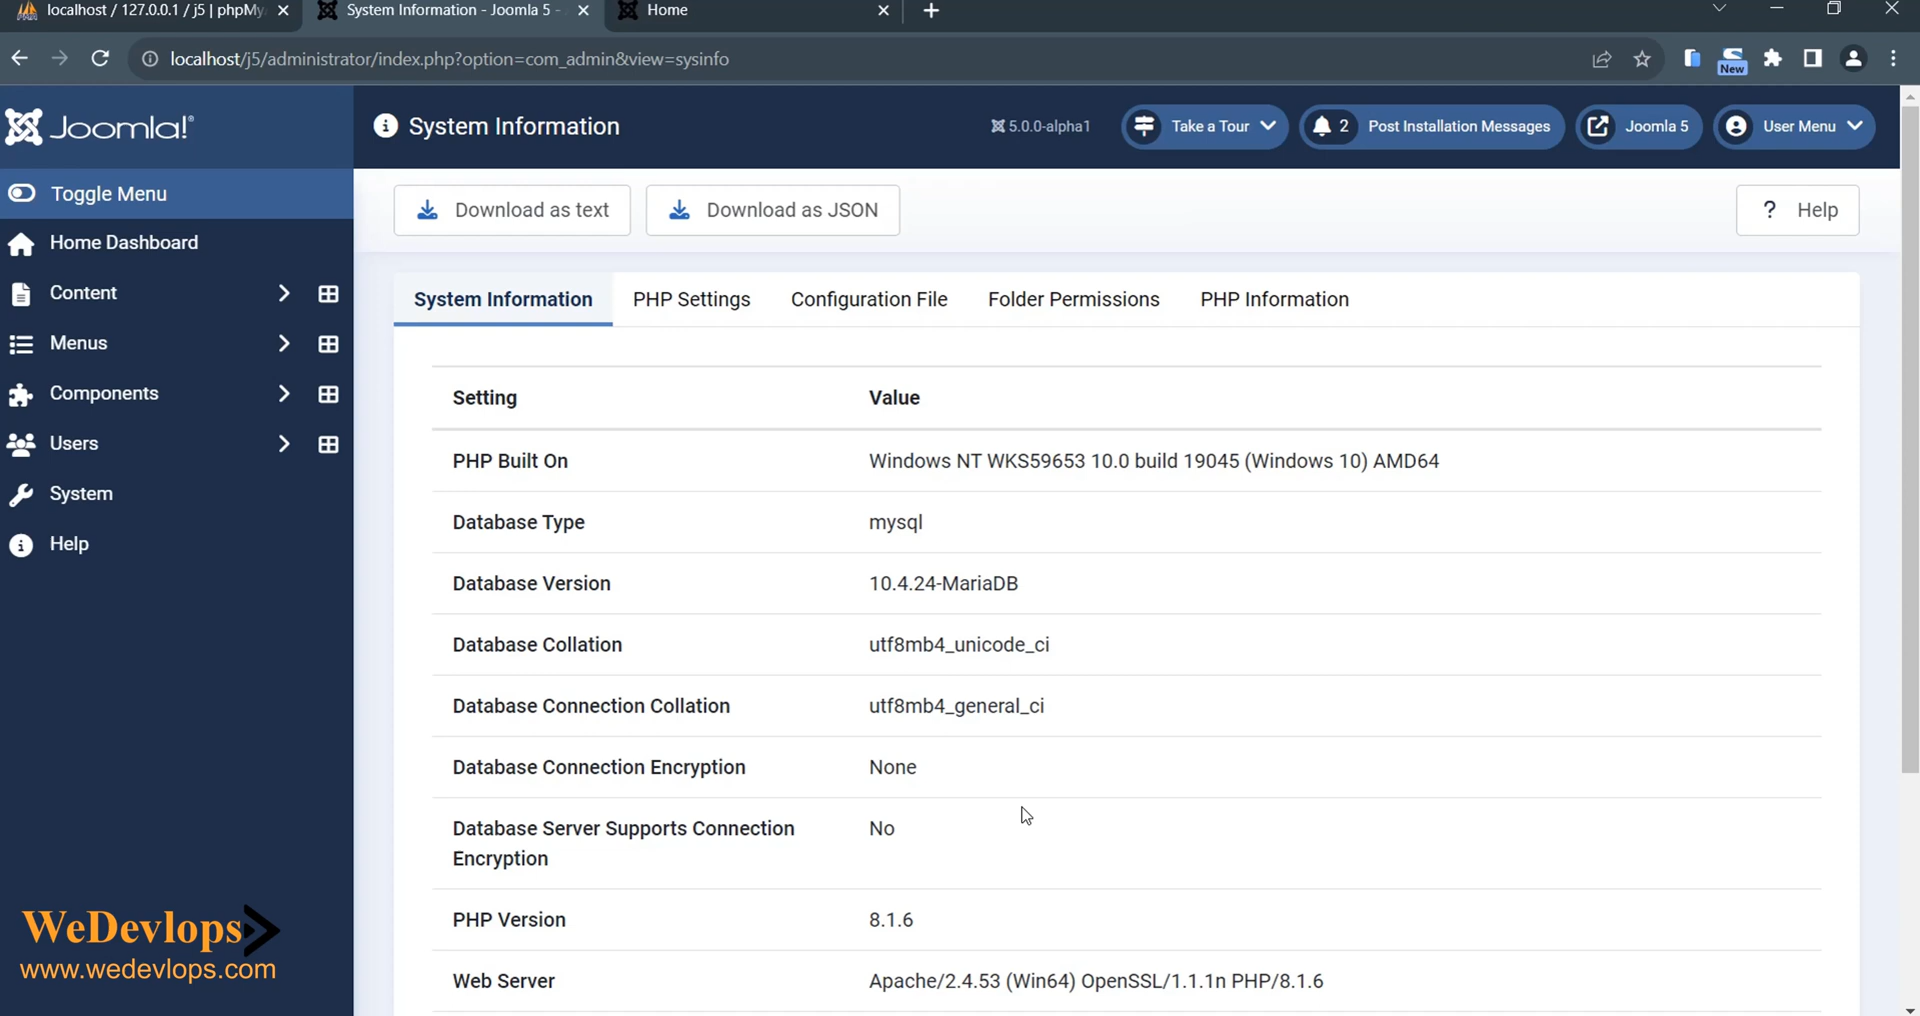 localhost / 127.0.0.1 / j5 | phpMy
System Information - Joomla 5 -
Home
localhost/j5/administrator/index.php?option=com_admin&view=sysinfo
New
Joomla!®
System Information
5.0.0-alpha1
Take a Tour
2
Post Installation Messages
Joomla 5
User Menu
Toggle Menu
Home Dashboard
Content
Menus
Components
Users
System
Help
Download as text
Download as JSON
? Help
System Information
PHP Settings
Configuration File
Folder Permissions
PHP Information
Setting Value
PHP Built On Windows NT WKS59653 10.0 build 19045 (Windows 10) AMD64
Database Type mysql
Database Version 10.4.24-MariaDB
Database Collation utf8mb4_unicode_ci
Database Connection Collation utf8mb4_general_ci
Database Connection Encryption None
Database Server Supports Connection No
Encryption
PHP Version 8.1.6
Web Server Apache/2.4.53 (Win64) OpenSSL/1.1.1n PHP/8.1.6
WeDevlops
www.wedevlops.com